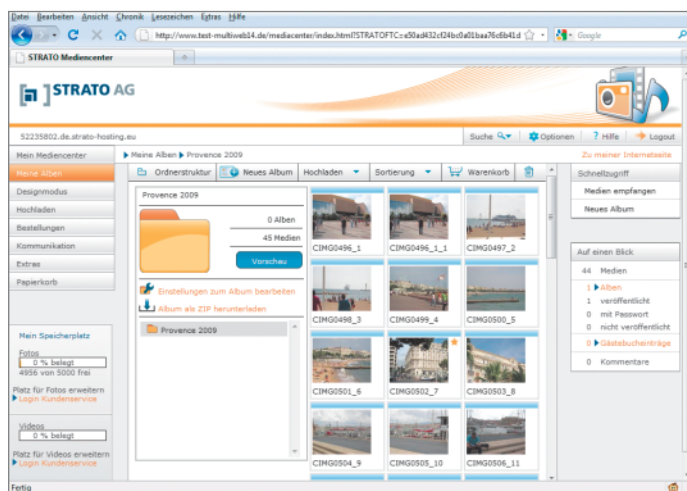 Datei Bearbeiten Ansicht Chronik Lesezeichen Extras Hilfe
http://www.test-multiweb14.de/mediacenter/index.html?STRATOFTC=
Google
STRATO Mediencenter
STRATO AG
52235802.de.strato-hosting.eu
Suche
Optionen
? Hilfe
Logout
Mein Mediencenter
Meine Alben
Designmodus
Hochladen
Bestellungen
Kommunikation
Extras
Papierkorb
Mein Speicherplatz
Fotos
0 % belegt
4956 von 5000 frei
Platz für Fotos erweitern
Login Kundenservice
Videos
0 % belegt
Platz für Videos erweitern
Login Kundenservice
Meine Alben Provence 2009
Zu meiner Internetseite
Ordnerstruktur
Neues Album
Hochladen
Sortierung
Warenkorb
Provence 2009
0 Alben
45 Medien
Vorschau
Einstellungen zum Album bearbeiten
Album als ZIP herunterladen
Provence 2009
CIMG0496_1
CIMG0496_1_1
CIMG0497_2
CIMG0498_3
CIMG0499_4
CIMG0500_5
CIMG0501_6
CIMG0502_7
CIMG0503_8
CIMG0504_9
CIMG0505_10
CIMG0506_11
Schnellzugriff
Medien empfangen
Neues Album
Auf einen Blick
44 Medien
1 Alben
1 veröffentlicht
0 mit Passwort
0 nicht veröffentlicht
0 Gästebucheinträge
0 Kommentare
Fertig